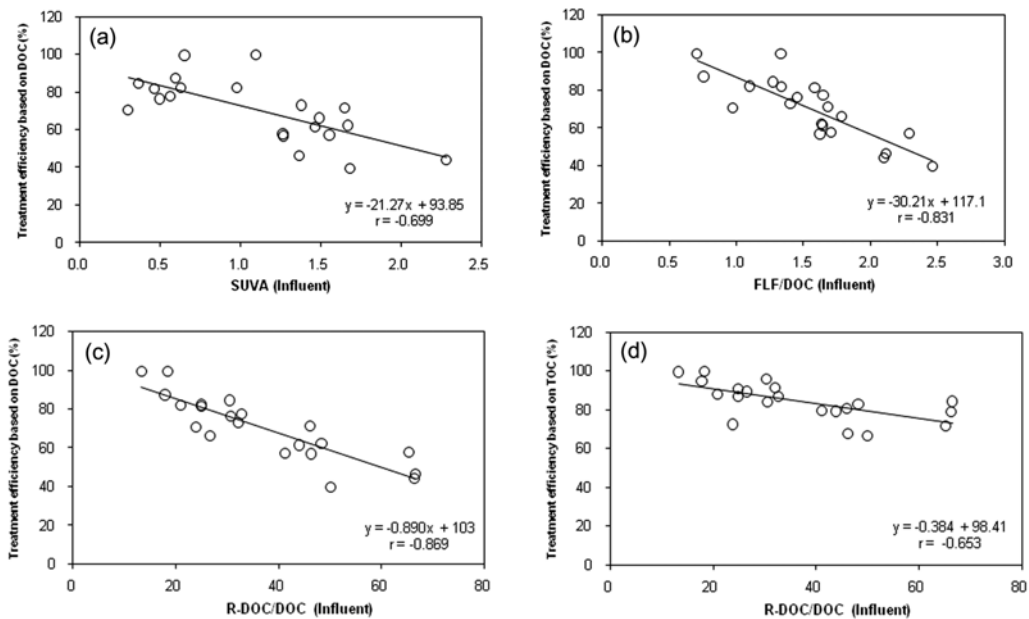 (a)
Treatment efficiency based on DOC (%)
120
100
80
60
40
20
0
y = -21.27x + 93.85
r = -0.699
0.0 0.5 1.0 1.5 2.0 2.5
SUVA (Influent)
(b)
Treatment efficiency based on DOC (%)
120
100
80
60
40
20
0
y = -30.21x + 117.1
r = -0.831
0.0 0.5 1.0 1.5 2.0 2.5 3.0
FLF/DOC (Influent)
(c)
Treatment efficiency based on DOC (%)
120
100
80
60
40
20
0
y = -0.890x + 103
r = -0.869
0 20 40 60 80
R-DOC/DOC (Influent)
(d)
Treatment efficiency based on TOC (%)
120
100
80
60
40
20
0
y = -0.384 + 98.41
r = -0.653
0 20 40 60 80
R-DOC/DOC (Influent)